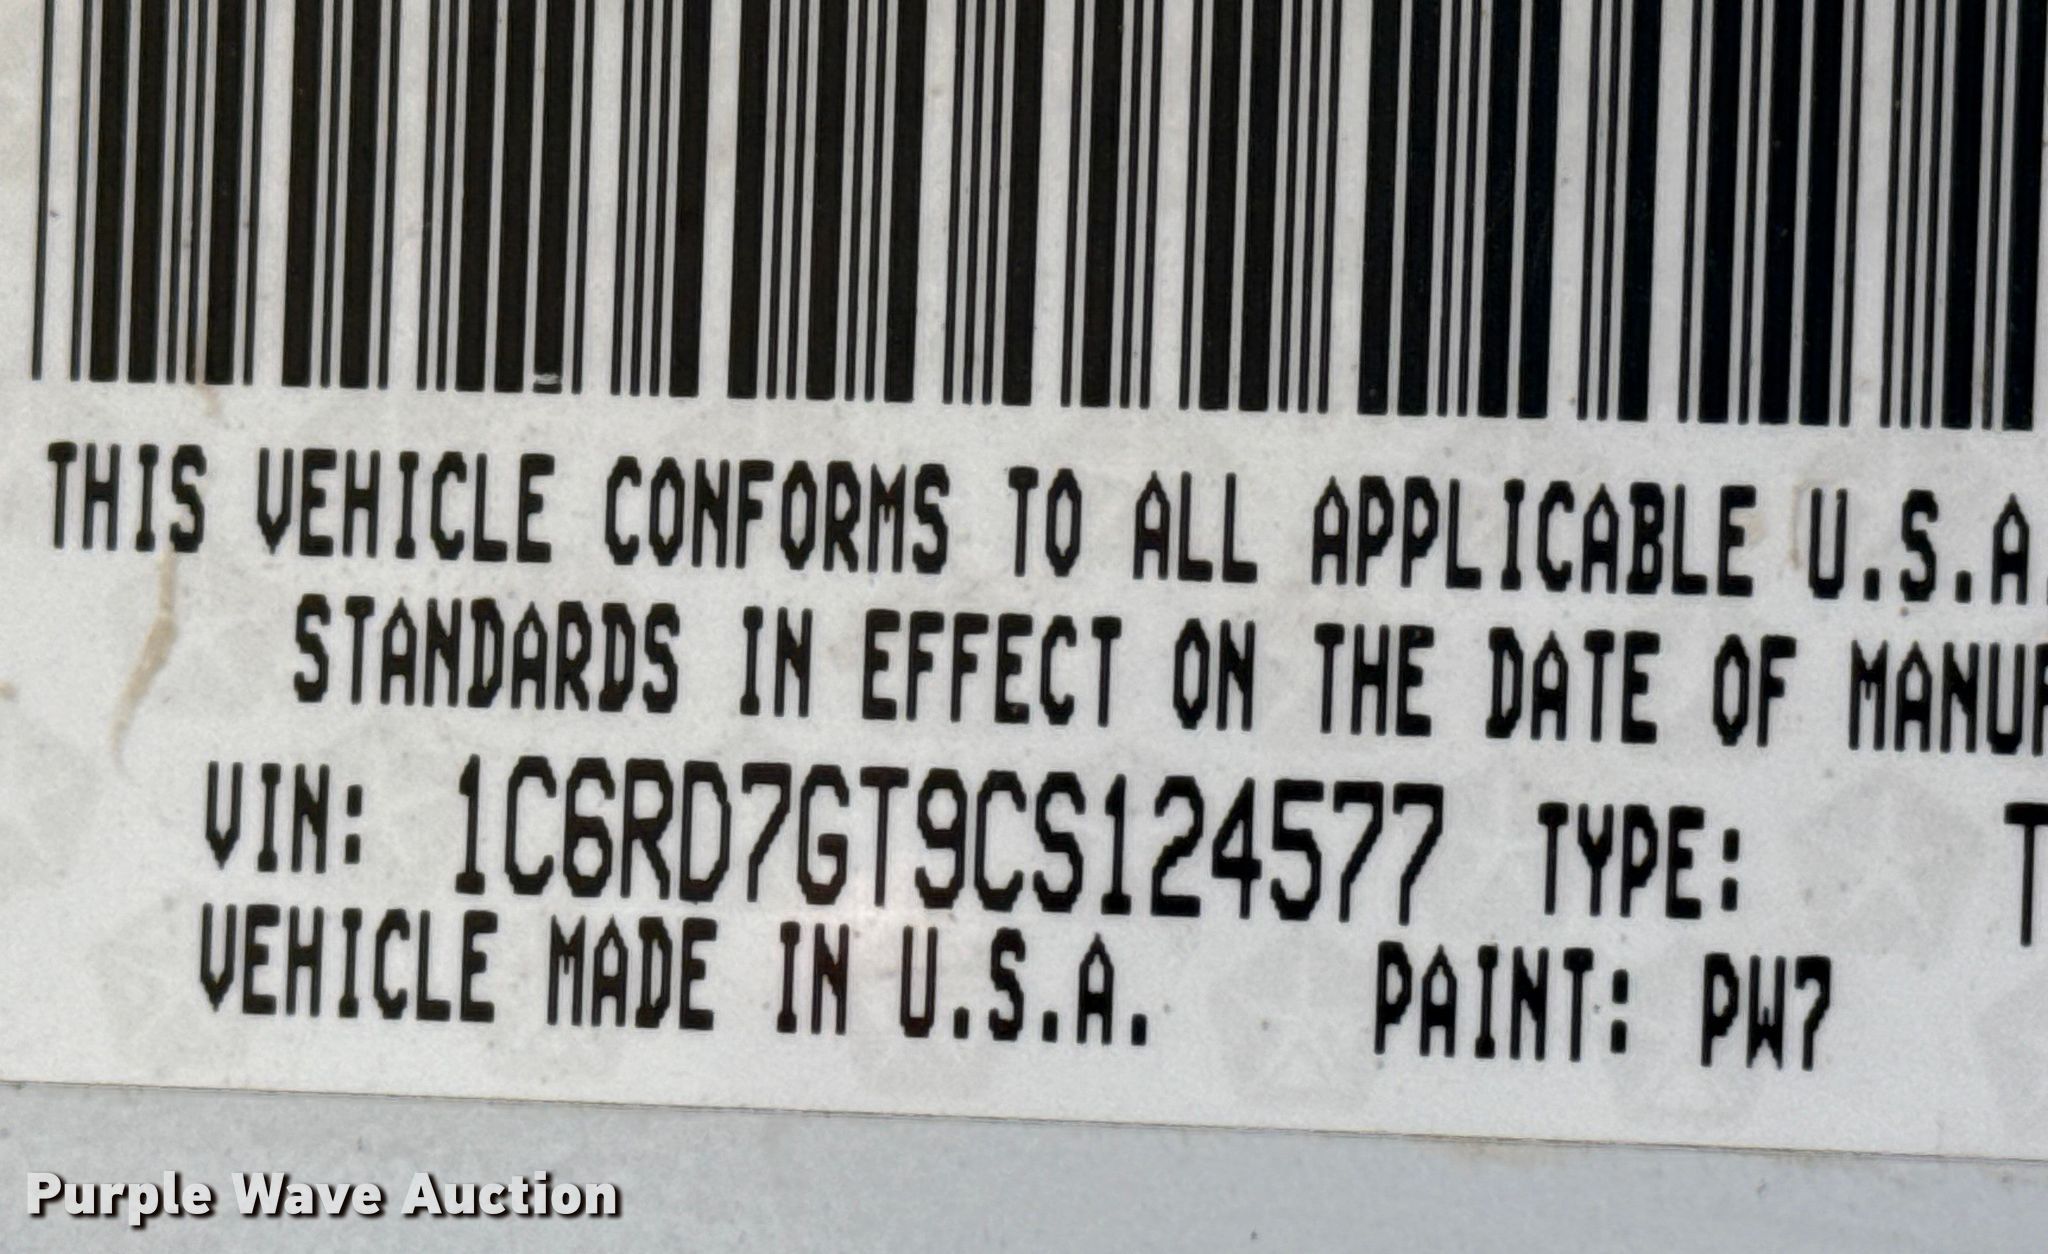 THIS VEHICLE CONFORMS TO ALL APPLICABLE U.S.A.
STANDARDS IN EFFECT ON THE DATE OF MANUF
VIN: 1C6RD7GT9CS124577 TYPE: T
VEHICLE MADE IN U.S.A. PAINT: PW7
Purple Wave Auction